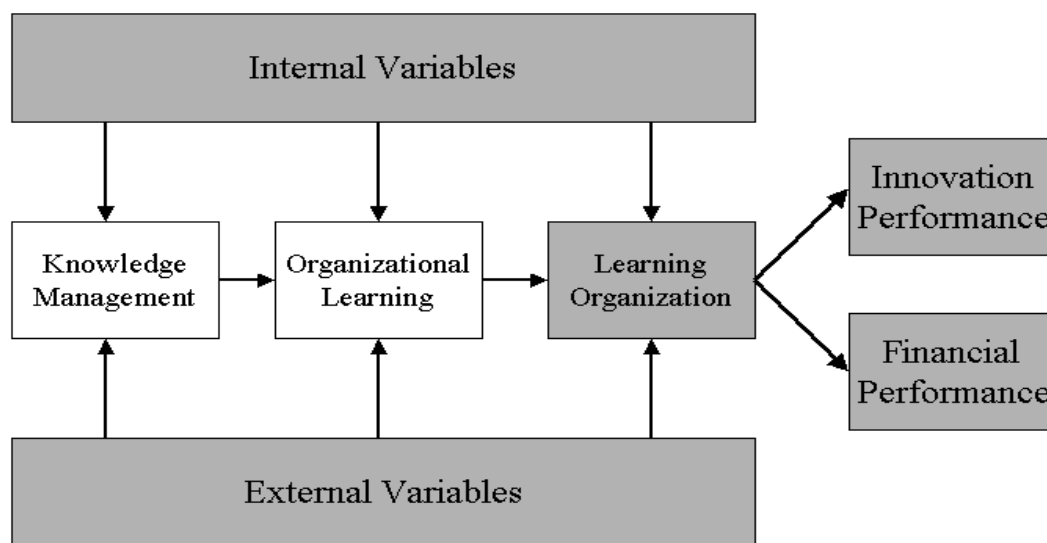 Internal Variables
Innovation
Performance
Knowledge
Management
Organizational
Learning
Learning
Organization
Financial
Performance
External Variables